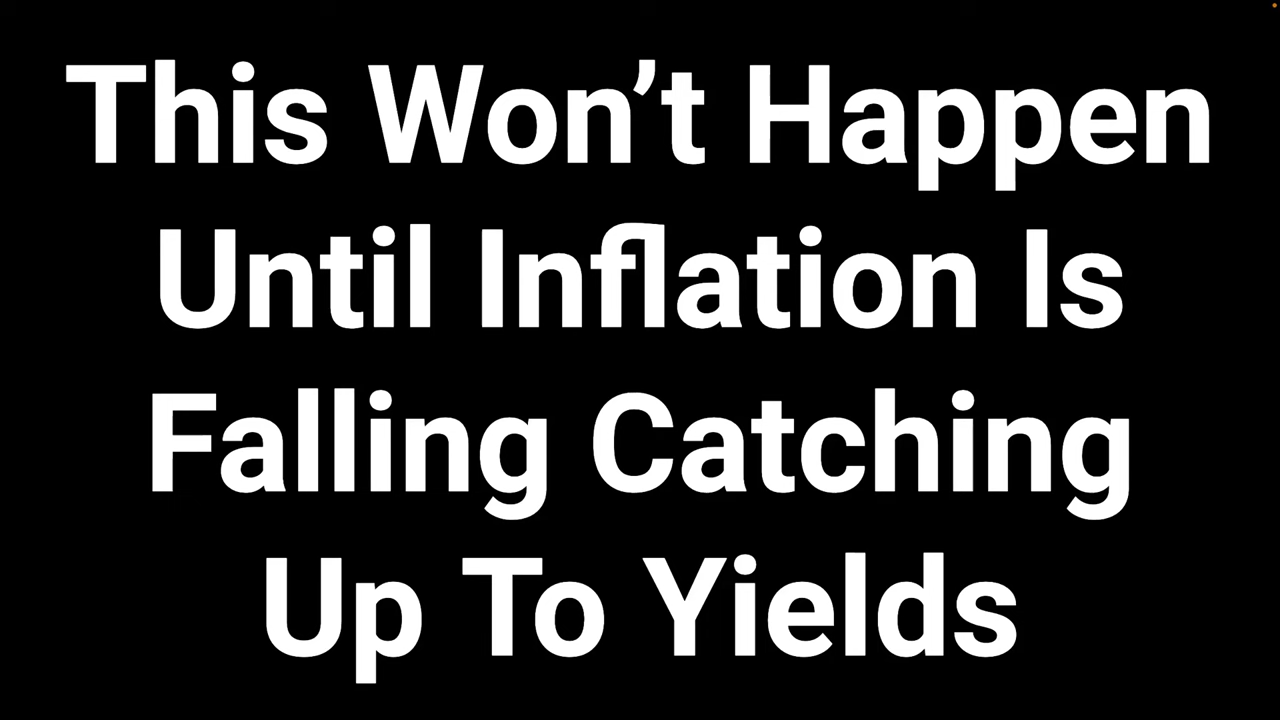 This Won’t Happen
Until Inflation Is
Falling Catching
Up To Yields